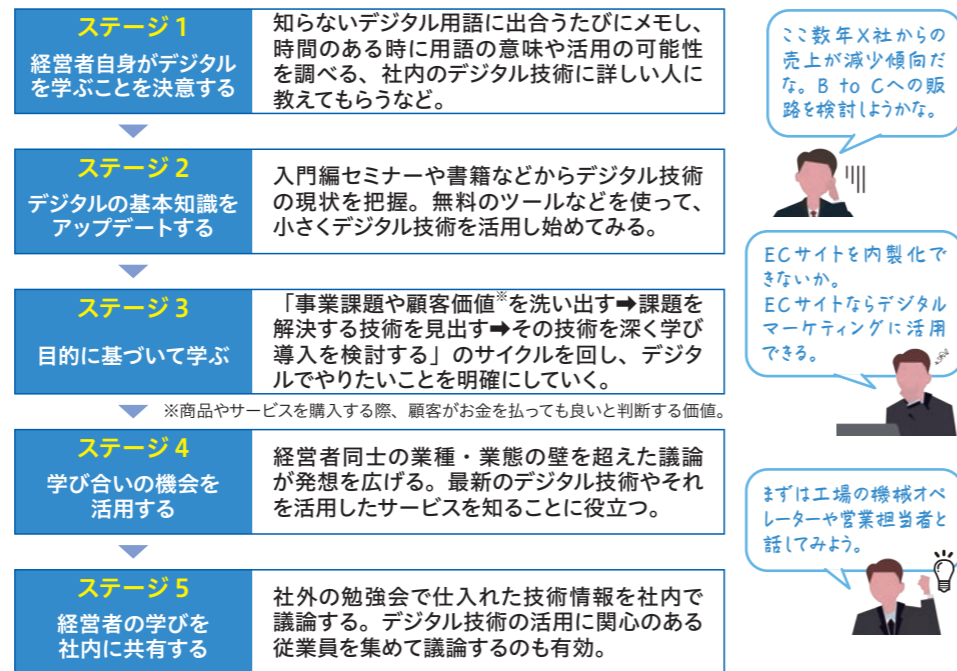 ステージ 1
経営者自身がデジタル
を学ぶことを決意する
知らないデジタル用語に出合うたびにメモし、
時間のある時に用語の意味や活用の可能性
を調べる、社内のデジタル技術に詳しい人に
教えてもらうなど。
ステージ 2
デジタルの基本知識を
アップデートする
入門編セミナーや書籍などからデジタル技術
の現状を把握。無料のツールなどを使って、
小さくデジタル技術を活用し始めてみる。
ステージ 3
目的に基づいて学ぶ
「事業課題や顧客価値※を洗い出す➡課題を
解決する技術を見出す➡その技術を深く学び
導入を検討する」のサイクルを回し、デジタ
ルでやりたいことを明確にしていく。
※商品やサービスを購入する際、顧客がお金を払っても良いと判断する価値。
ステージ 4
学び合いの機会を
活用する
経営者同士の業種・業態の壁を超えた議論
が発想を広げる。最新のデジタル技術やそれ
を活用したサービスを知ることに役立つ。
ステージ 5
経営者の学びを
社内に共有する
社外の勉強会で仕入れた技術情報を社内で
議論する。デジタル技術の活用に関心のある
従業員を集めて議論するのも有効。
ここ数年X社からの
売上が減少傾向だ
な。B to Cへの販
路を検討しようかな。
ECサイトを内製化で
きないか。
ECサイトならデジタル
マーケティングに活用
できる。
まずは工場の機械オペ
レーターや営業担当者と
話してみよう。